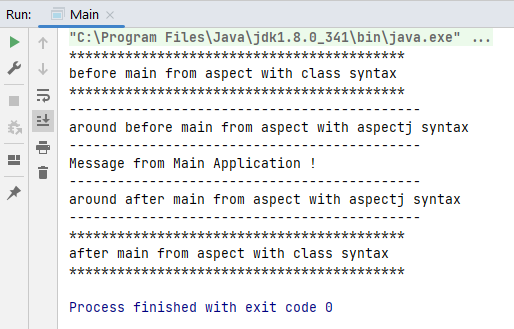 Run: Main ×
"C:\Program Files\Java\jdk1.8.0_341\bin\java.exe" ...
******************************************
before main from aspect with class syntax
******************************************
--------------------------------------------
around before main from aspect with aspectj syntax
--------------------------------------------
Message from Main Application !
--------------------------------------------
around after main from aspect with aspectj syntax
--------------------------------------------
******************************************
after main from aspect with class syntax
******************************************
Process finished with exit code 0